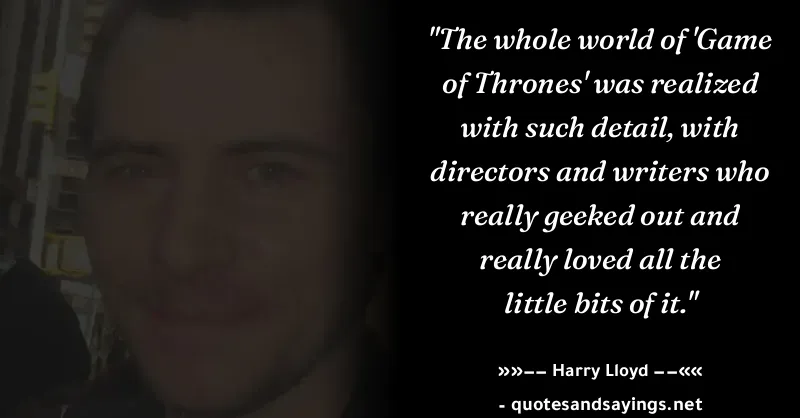 "The whole world of 'Game
of Thrones' was realized
with such detail, with
directors and writers who
really geeked out and
really loved all the
little bits of it."
»»–– Harry Lloyd ––««
- quotesandsayings.net